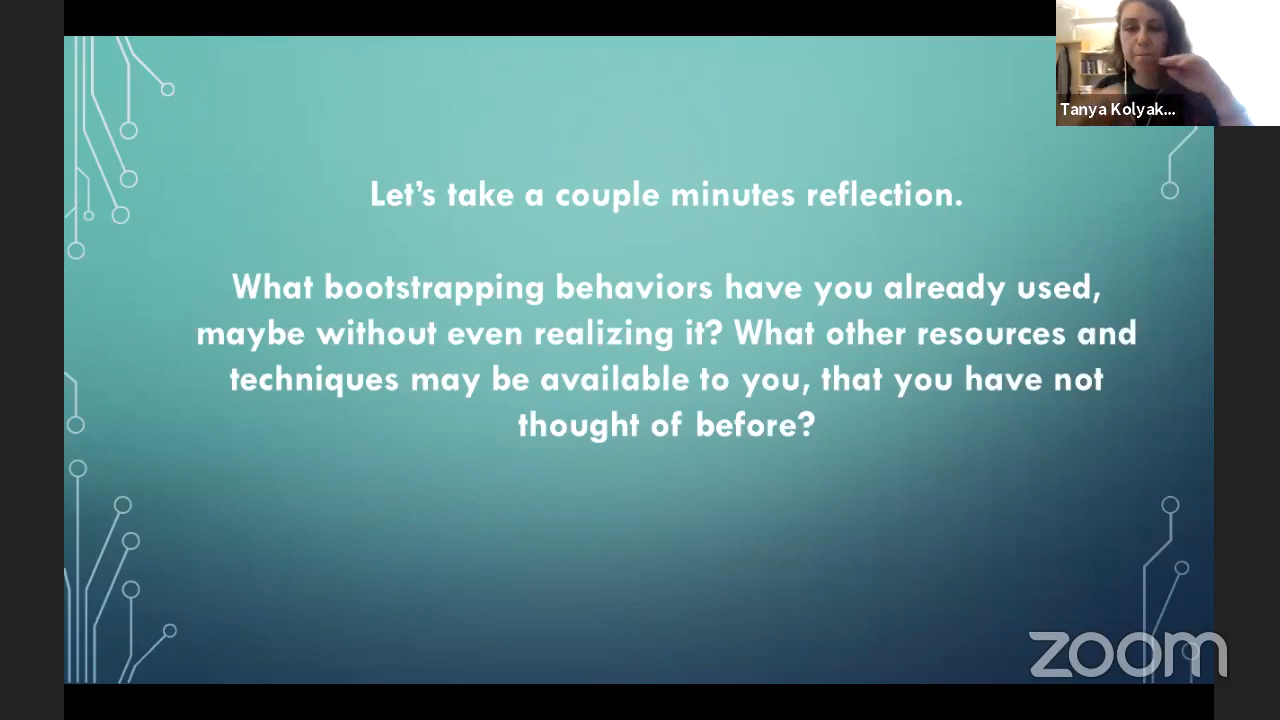 Tanya Kolyak...
Let’s take a couple minutes reflection.
What bootstrapping behaviors have you already used,
maybe without even realizing it? What other resources and
techniques may be available to you, that you have not
thought of before?
zoom